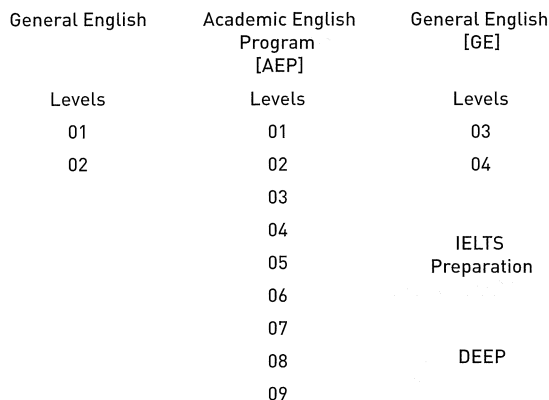 General English
Levels
01
02
Academic English
Program
[AEP]
Levels
01
02
03
04
05
06
07
08
09
General English
[GE]
Levels
03
04
IELTS
Preparation
DEEP